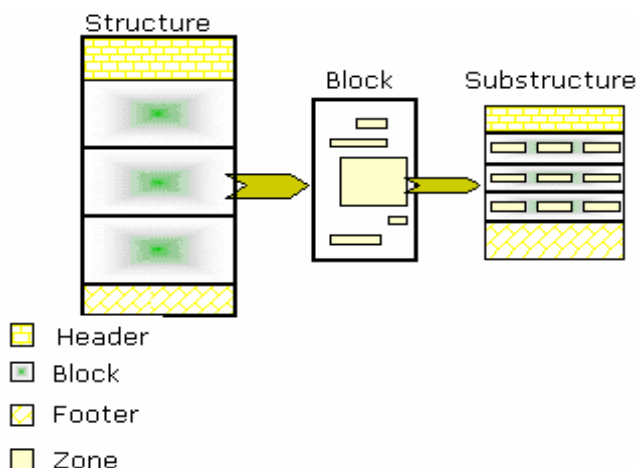 Structure
Block
Substructure
Header
Block
Footer
Zone